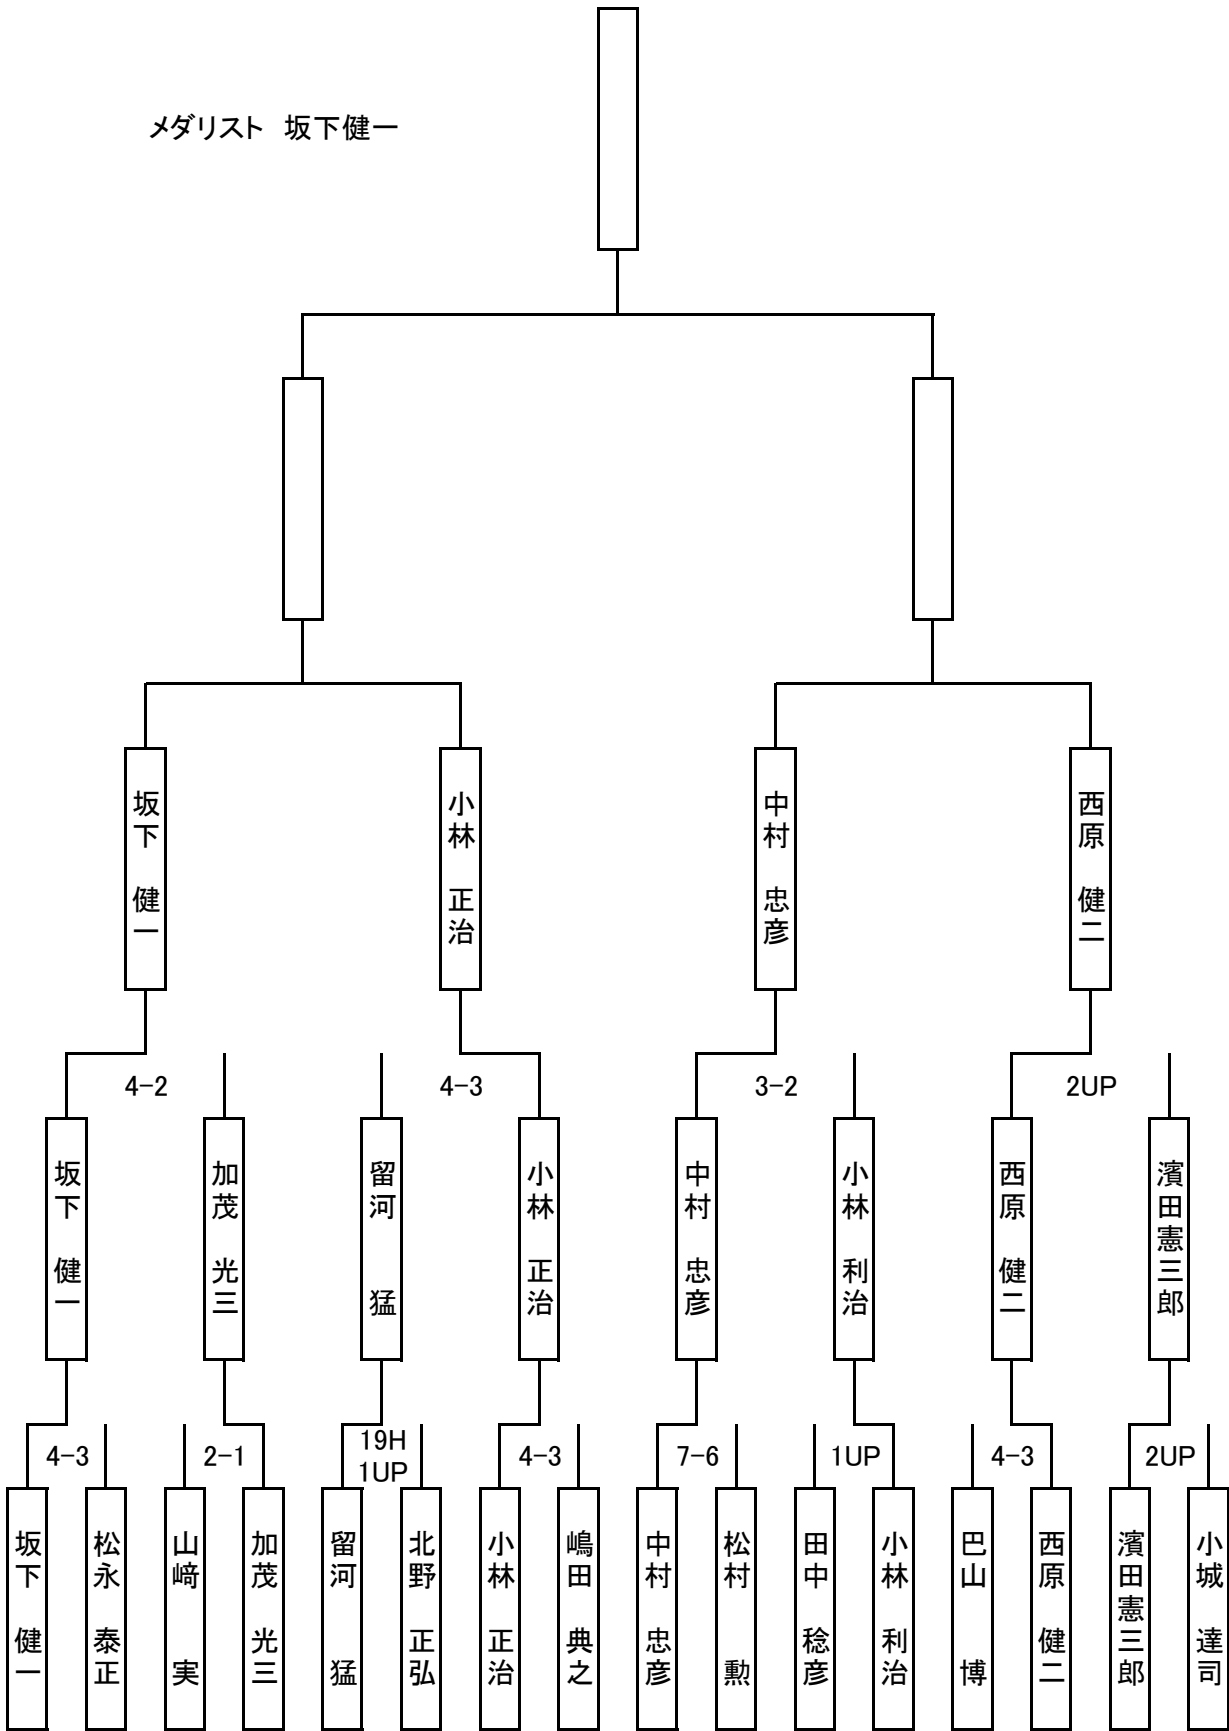 メダリスト　坂下健一
坂下　健一
小林　正治
中村　忠彦
西原　健二
4-2
4-3
3-2
2UP
坂下　健一
加茂　光三
留河　猛
小林　正治
中村　忠彦
小林　利治
西原　健二
濱田憲三郎
4-3
2-1
19H
1UP
4-3
7-6
1UP
4-3
2UP
坂下　健一
松永　泰正
山﨑　実
加茂　光三
留河　猛
北野　正弘
小林　正治
嶋田　典之
中村　忠彦
松村　勲
田中　稔彦
小林　利治
巴山　博
西原　健二
濱田憲三郎
小城　達司